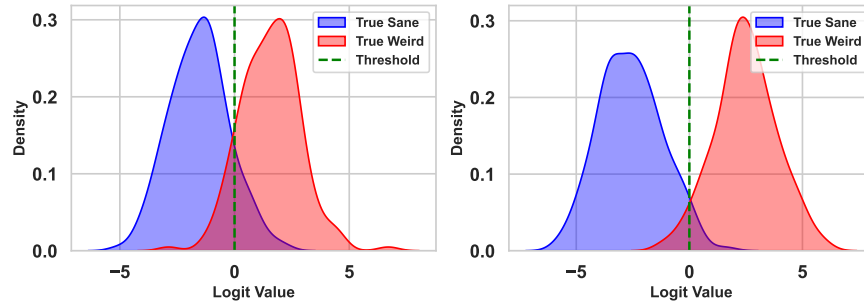 0.3
0.2
0.1
0.0
Density
−5
0
5
Logit Value
True Sane
True Weird
Threshold
0.3
0.2
0.1
0.0
Density
−5
0
5
Logit Value
True Sane
True Weird
Threshold